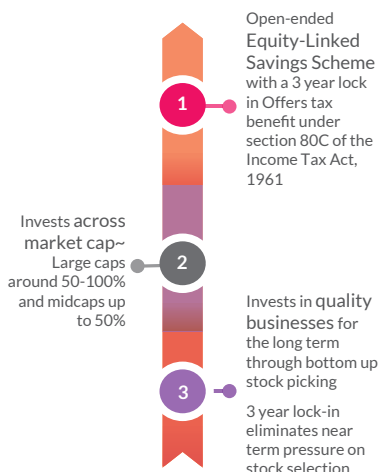 Open-ended
Equity-Linked
Savings Scheme
with a 3 year lock
in Offers tax
benefit under
section 80C of the
Income Tax Act,
1961
1
Invests across
market cap~
Large caps
around 50-100%
and midcaps up
to 50%
2
Invests in quality
businesses for
the long term
through bottom up
stock picking
3
3 year lock-in
eliminates near
term pressure on
stock selection